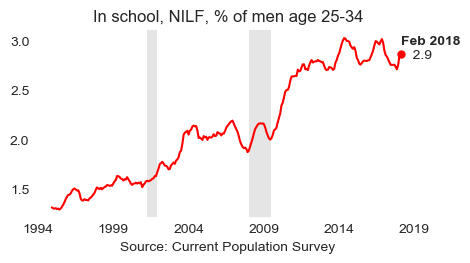 In school, NILF, % of men age 25-34
3.0
Feb 2018
2.9
2.5
2.0
1.5
1994 1999 2004 2009 2014 2019
Source: Current Population Survey